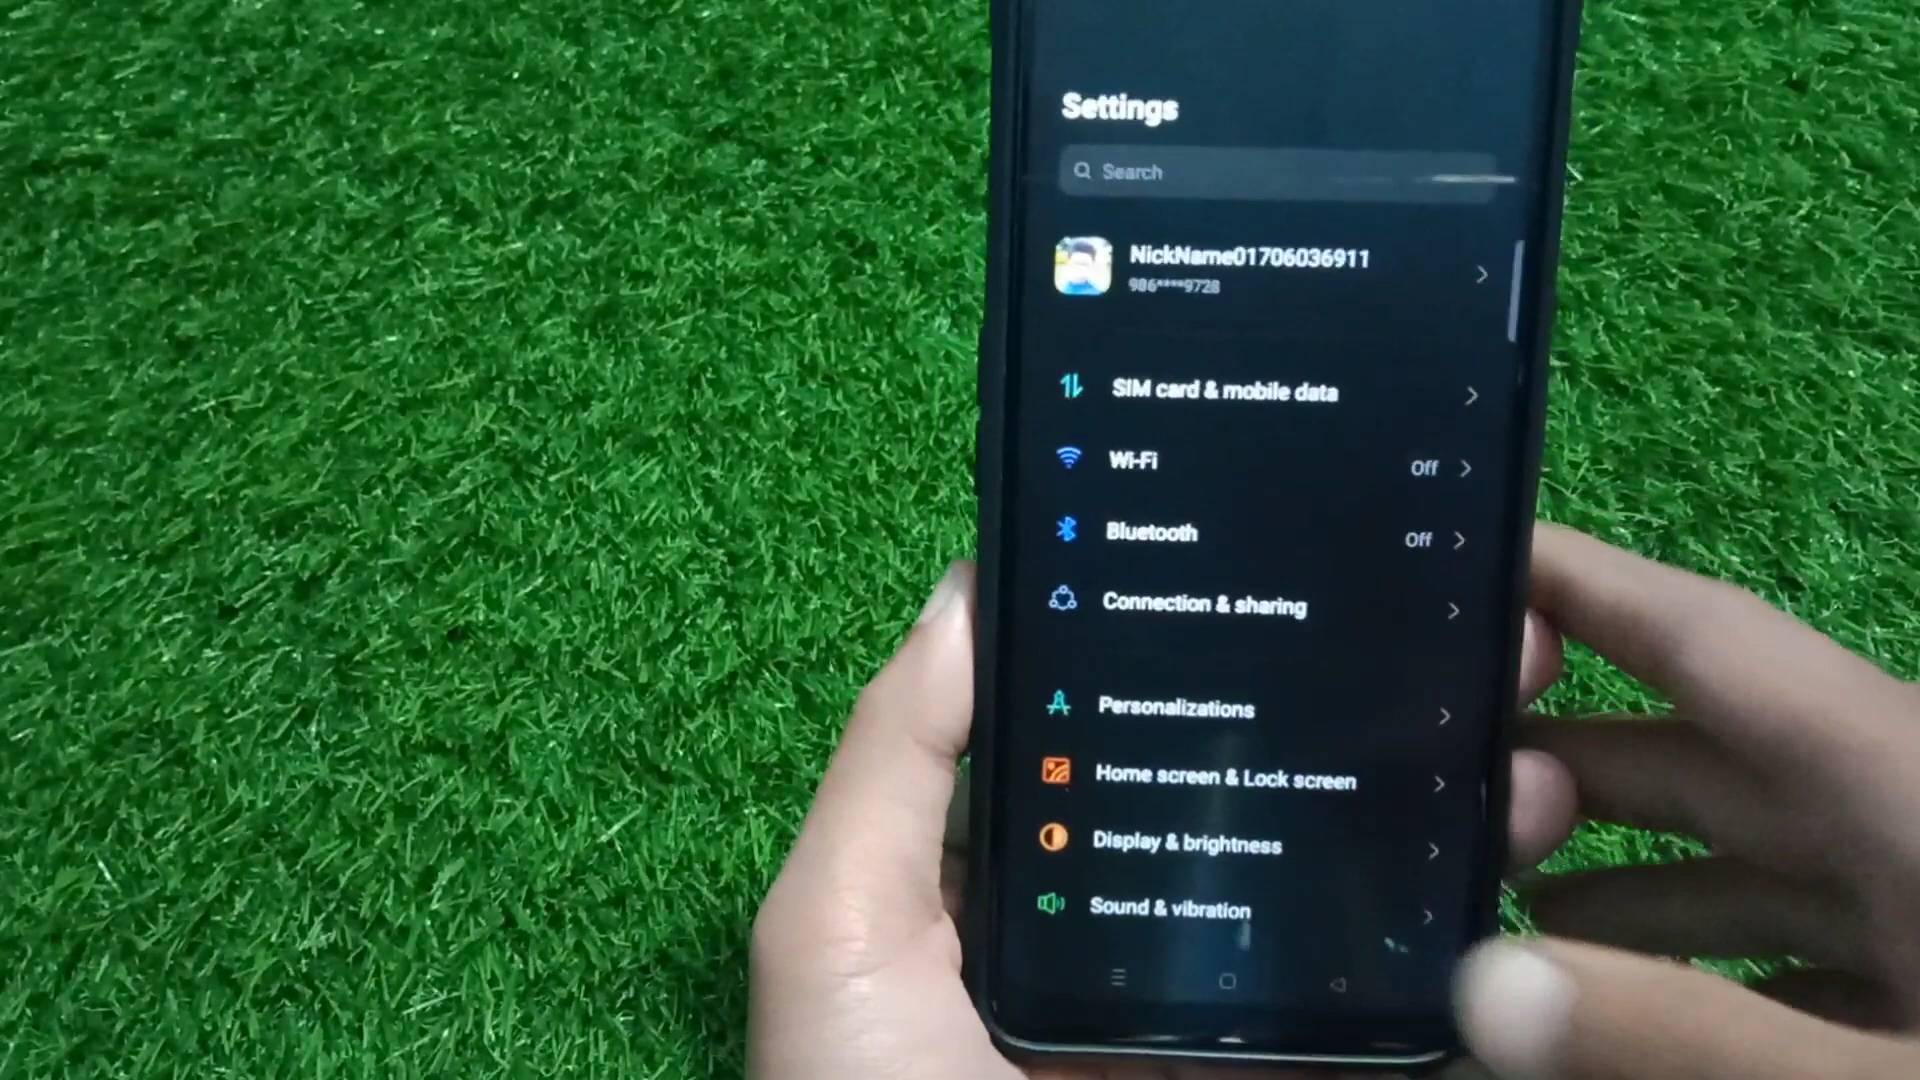 Settings
Search
NickName01706036911
986****9728
SIM card & mobile data
Wi-Fi Off
Bluetooth Off
Connection & sharing
Personalizations
Home screen & Lock screen
Display & brightness
Sound & vibration